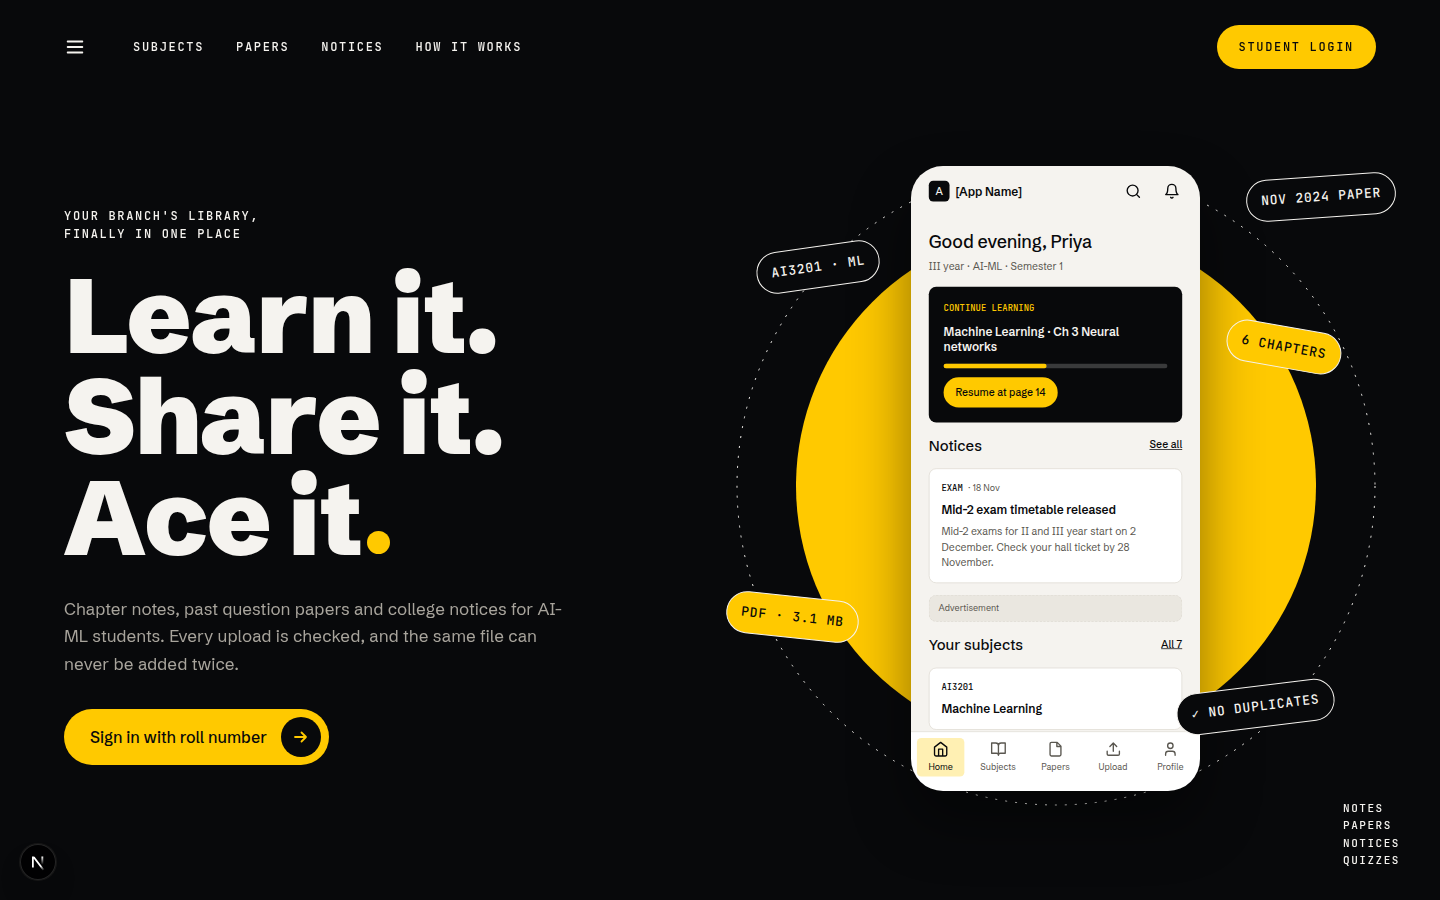 SUBJECTS PAPERS NOTICES HOW IT WORKS
STUDENT LOGIN
YOUR BRANCH'S LIBRARY,
FINALLY IN ONE PLACE
Learn it.
Share it.
Ace it.
Chapter notes, past question papers and college notices for AI-
ML students. Every upload is checked, and the same file can
never be added twice.
Sign in with roll number
A [App Name]
Good evening, Priya
III year · AI-ML · Semester 1
CONTINUE LEARNING
Machine Learning · Ch 3 Neural
networks
Resume at page 14
Notices See all
EXAM · 18 Nov
Mid-2 exam timetable released
Mid-2 exams for II and III year start on 2
December. Check your hall ticket by 28
November.
Advertisement
Your subjects All 7
AI3201
Machine Learning
Home Subjects Papers Upload Profile
NOV 2024 PAPER
AI3201 · ML
6 CHAPTERS
PDF · 3.1 MB
✓ NO DUPLICATES
NOTES
PAPERS
NOTICES
QUIZZES
N